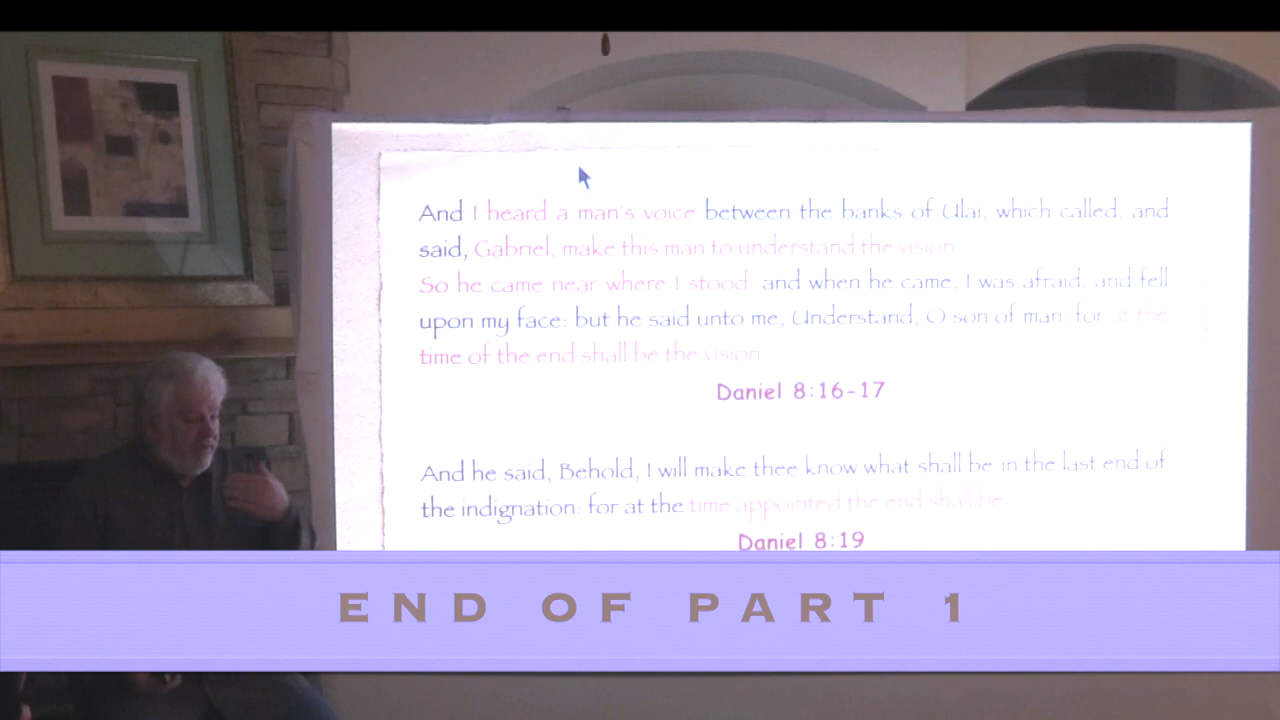 And I heard a man's voice between the banks of Ulai, which called, and
said, Gabriel, make this man to understand the vision.
So he came near where I stood: and when he came, I was afraid, and fell
upon my face: but he said unto me, Understand, O son of man: for at the
time of the end shall be the vision.
Daniel 8:16-17
And he said, Behold, I will make thee know what shall be in the last end of
the indignation: for at the time appointed the end shall be.
Daniel 8:19
END OF PART 1